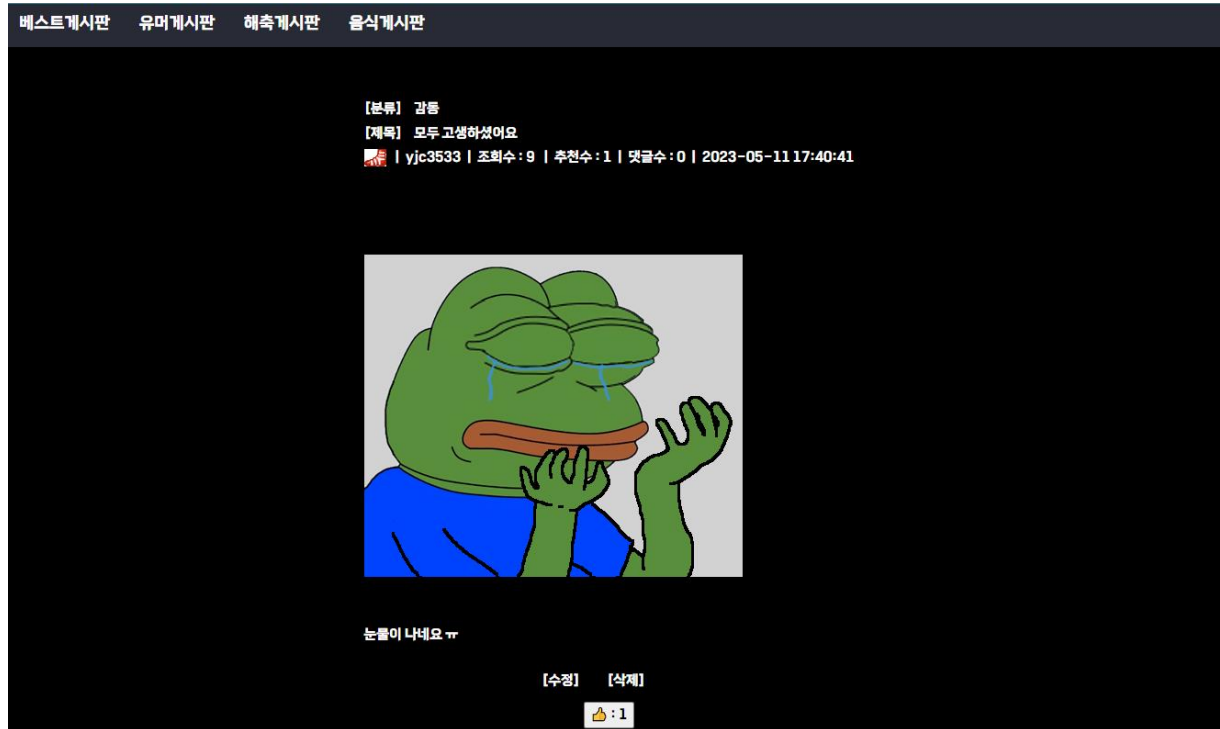 베스트게시판 유머게시판 해축게시판 음식게시판
[분류] 감동
[제목] 모두 고생하셨어요
| yjc3533 | 조회수 : 9 | 추천수 : 1 | 댓글수 : 0 | 2023-05-11 17:40:41
눈물이 나네요 ㅠ
[수정] [삭제]
👍 : 1